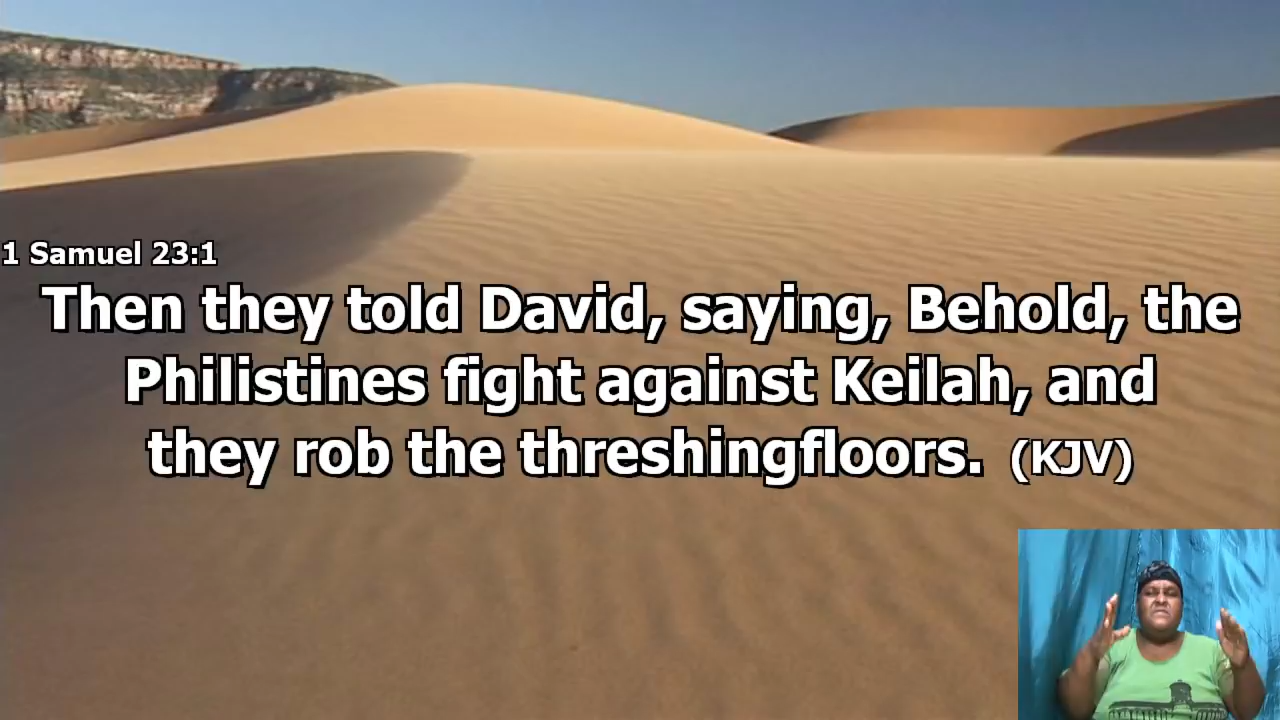 1 Samuel 23:1
Then they told David, saying, Behold, the
Philistines fight against Keilah, and
they rob the threshingfloors. (KJV)